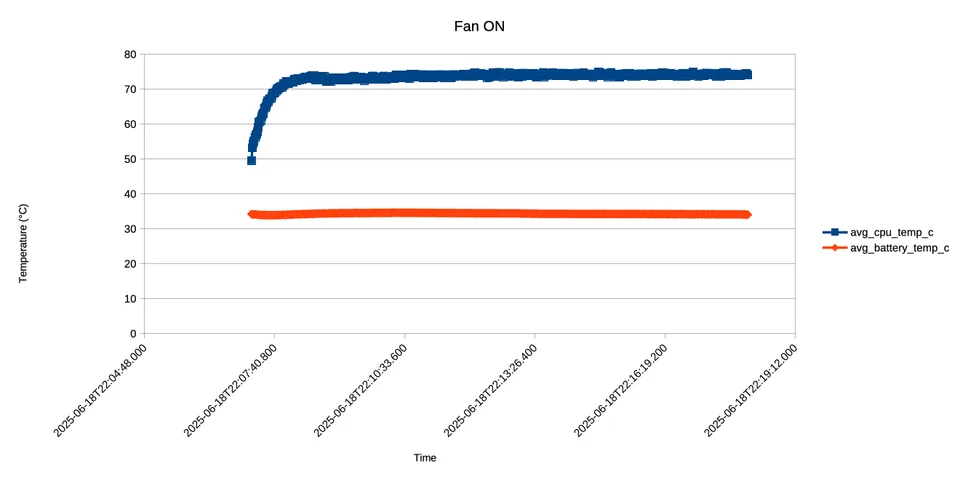 Fan ON
80
70
60
50
40
30
20
10
0
Temperature (°C)
avg_cpu_temp_c
avg_battery_temp_c
2025-06-18T22:04:48.000
2025-06-18T22:07:40.800
2025-06-18T22:10:33.600
2025-06-18T22:13:26.400
2025-06-18T22:16:19.200
2025-06-18T22:19:12.000
Time